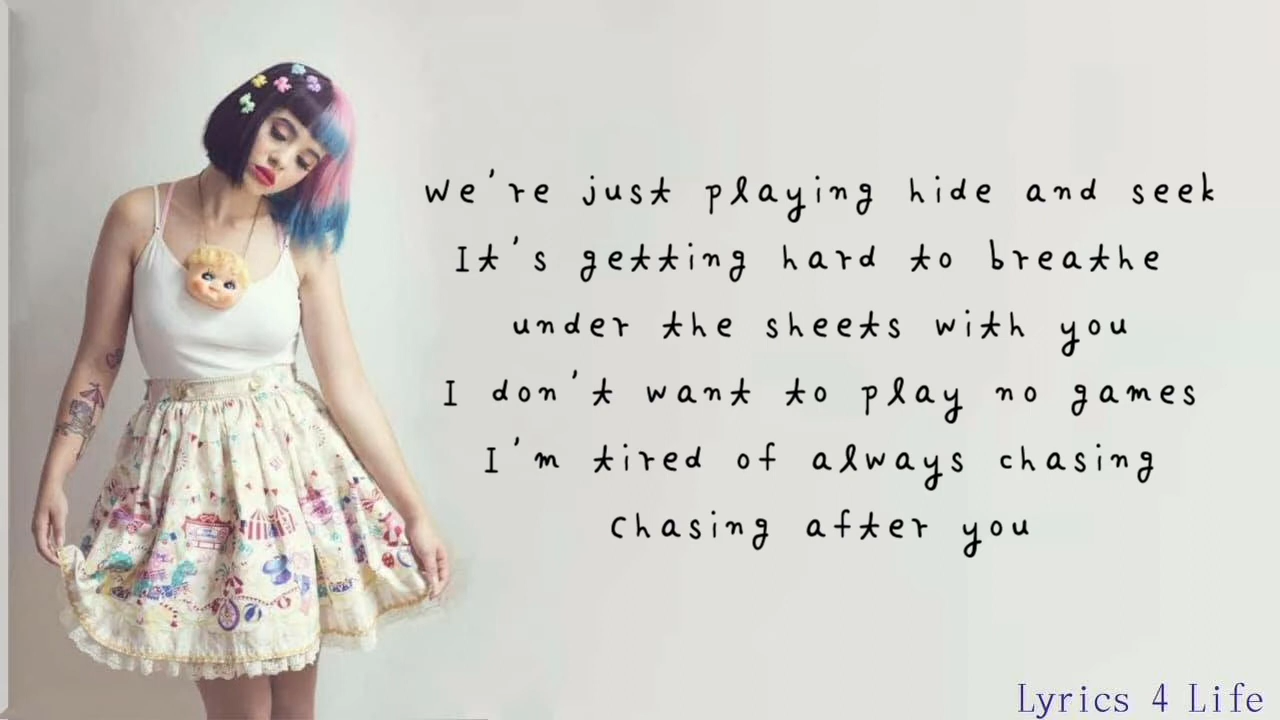 we're just playing hide and seek
It's getting hard to breathe
under the sheets with you
I don't want to play no games
I'm tired of always chasing
chasing after you
Lyrics 4 Life